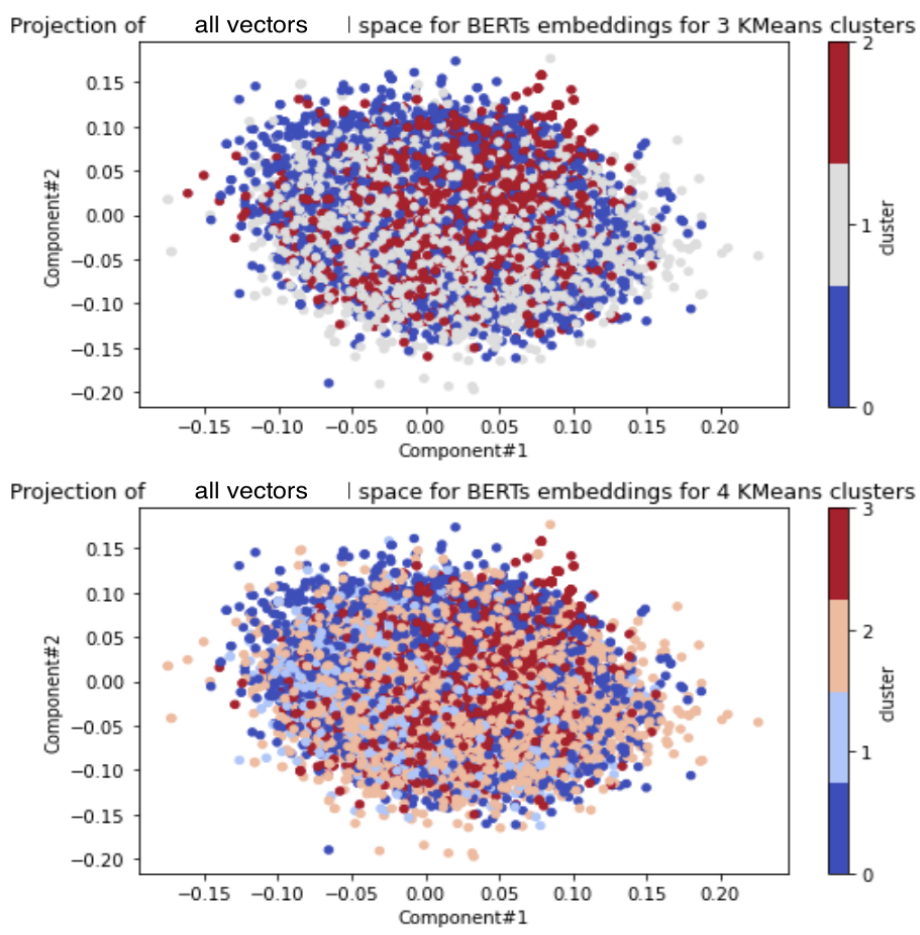 Projection of all vectors l space for BERTs embeddings for 3 KMeans clusters
2
0.15
0.10
0.05
1
0.00
−0.05
−0.10
−0.15
−0.20
0
Component#2
cluster
−0.15 −0.10 −0.05 0.00 0.05 0.10 0.15 0.20
Component#1
Projection of all vectors l space for BERTs embeddings for 4 KMeans clusters
3
0.15
0.10
0.05
2
0.00
−0.05
1
−0.10
−0.15
−0.20
0
Component#2
cluster
−0.15 −0.10 −0.05 0.00 0.05 0.10 0.15 0.20
Component#1